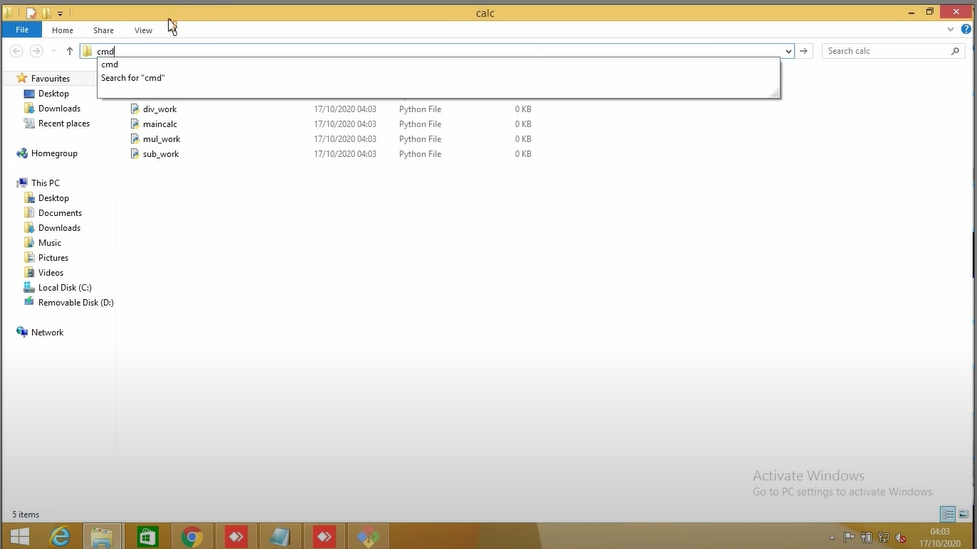 calc
File Home Share View
cmd
Search calc
cmd
Search for "cmd"
Favourites
Desktop
Downloads
Recent places
Homegroup
This PC
Desktop
Documents
Downloads
Music
Pictures
Videos
Local Disk (C:)
Removable Disk (D:)
Network
div_work 17/10/2020 04:03 Python File 0 KB
maincalc 17/10/2020 04:03 Python File 0 KB
mul_work 17/10/2020 04:03 Python File 0 KB
sub_work 17/10/2020 04:03 Python File 0 KB
Activate Windows
Go to PC settings to activate Windows.
5 items
04:03
17/10/2020